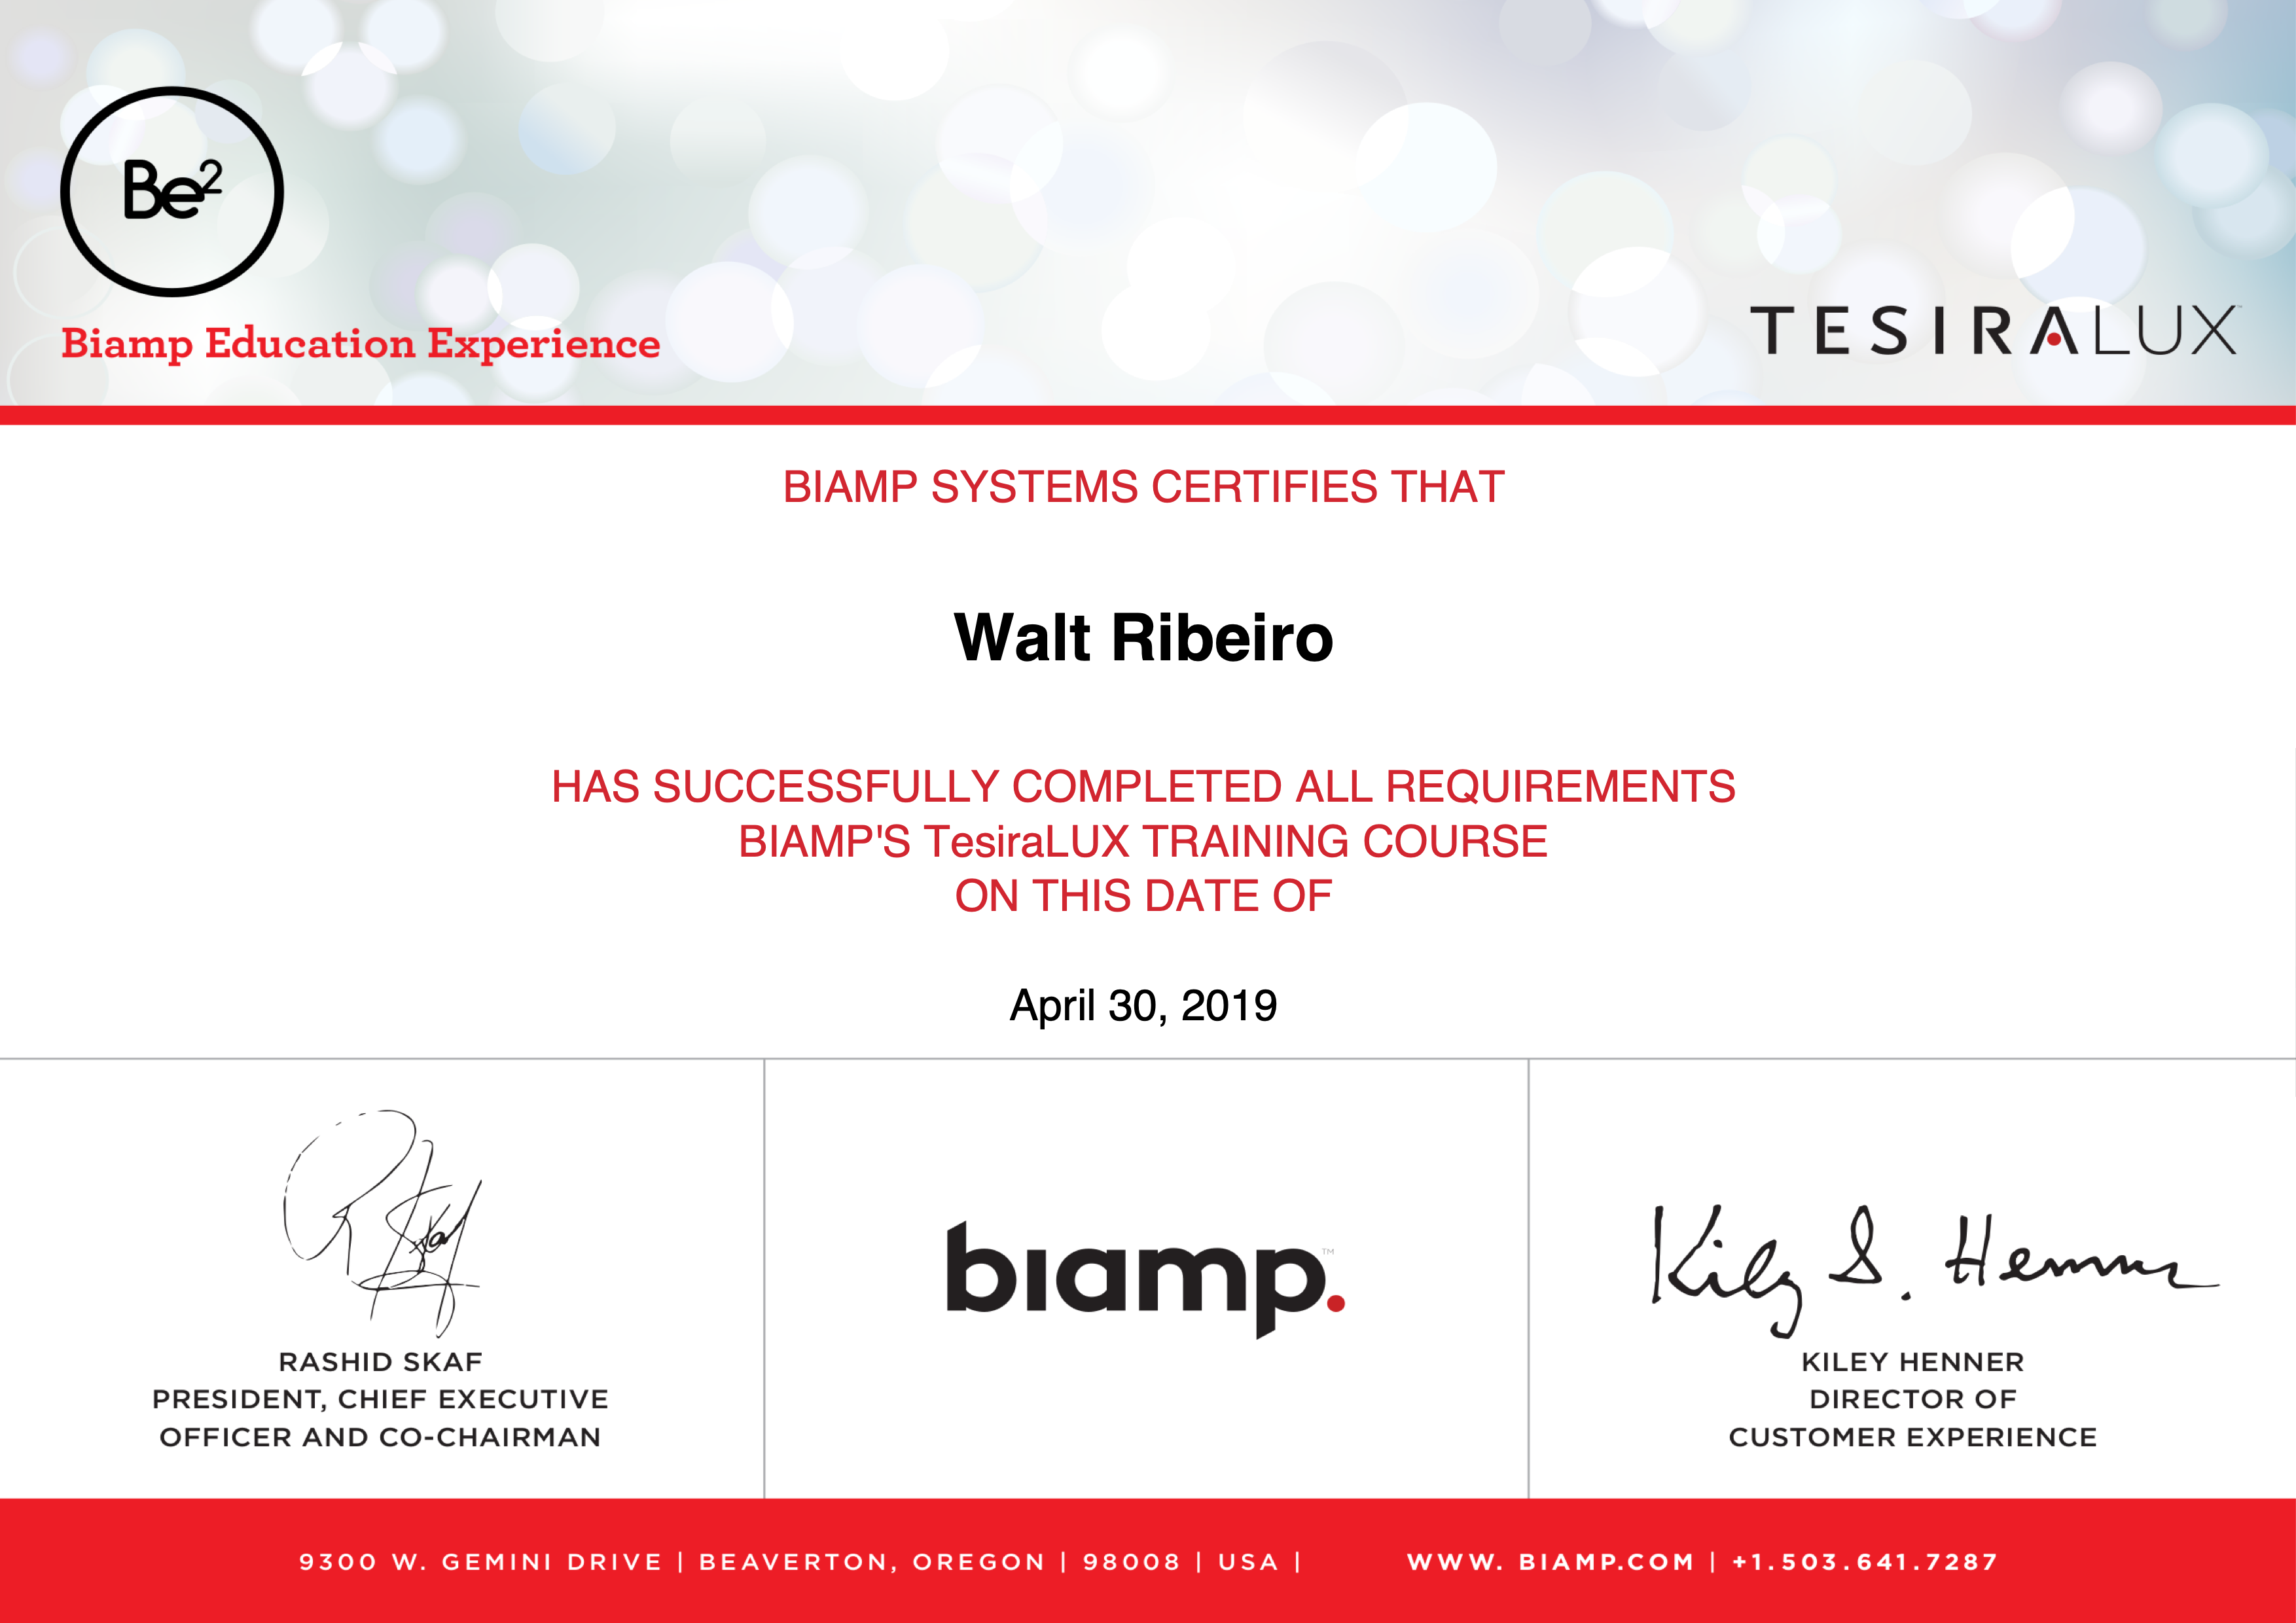 Be²
Biamp Education Experience
TESIRALUX™
BIAMP SYSTEMS CERTIFIES THAT
Walt Ribeiro
HAS SUCCESSFULLY COMPLETED ALL REQUIREMENTS
BIAMP'S TesiraLUX TRAINING COURSE
ON THIS DATE OF
April 30, 2019
R Skaf
RASHID SKAF
PRESIDENT, CHIEF EXECUTIVE
OFFICER AND CO-CHAIRMAN
biamp.™
Kiley S. Henner
KILEY HENNER
DIRECTOR OF
CUSTOMER EXPERIENCE
9300 W. GEMINI DRIVE | BEAVERTON, OREGON | 98008 | USA | WWW. BIAMP.COM | +1.503.641.7287